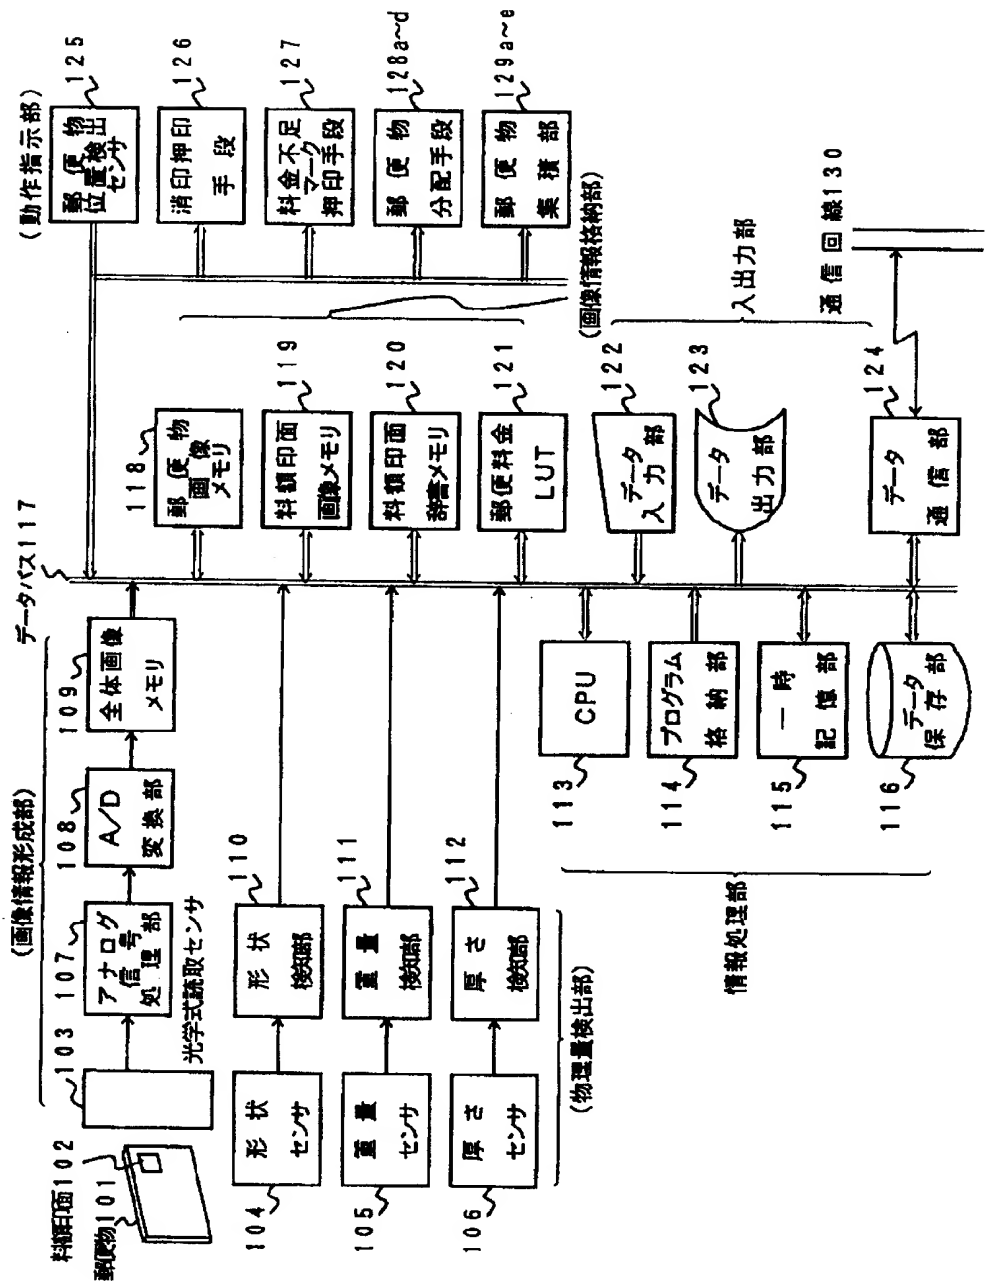 (画像情報形成部)
料額印面102
郵便物101
103
光学式読取センサ
107
アナログ
信号
処理部
108
A/D
変換部
109
全体画像
メモリ
データバス117
104
形状
センサ
110
形状
検知部
105
重量
センサ
111
重量
検知部
106
厚さ
センサ
112
厚さ
検知部
(物理量検出部)
113
CPU
114
プログラム
格納部
115
一時
記憶部
116
データ
保存部
情報処理部
118
郵便物
画像
メモリ
119
料額印面
画像メモリ
120
料額印面
辞書メモリ
121
郵便料金
LUT
(画像情報格納部)
122
データ
入力部
123
データ
出力部
124
データ
通信部
入出力部
通信回線130
(動作指示部)
125
郵便物
位置検出
センサ
126
消印押印
手段
127
料金不足
マーク
押印手段
128a~d
郵便物
分配手段
129a~e
郵便物
集積部